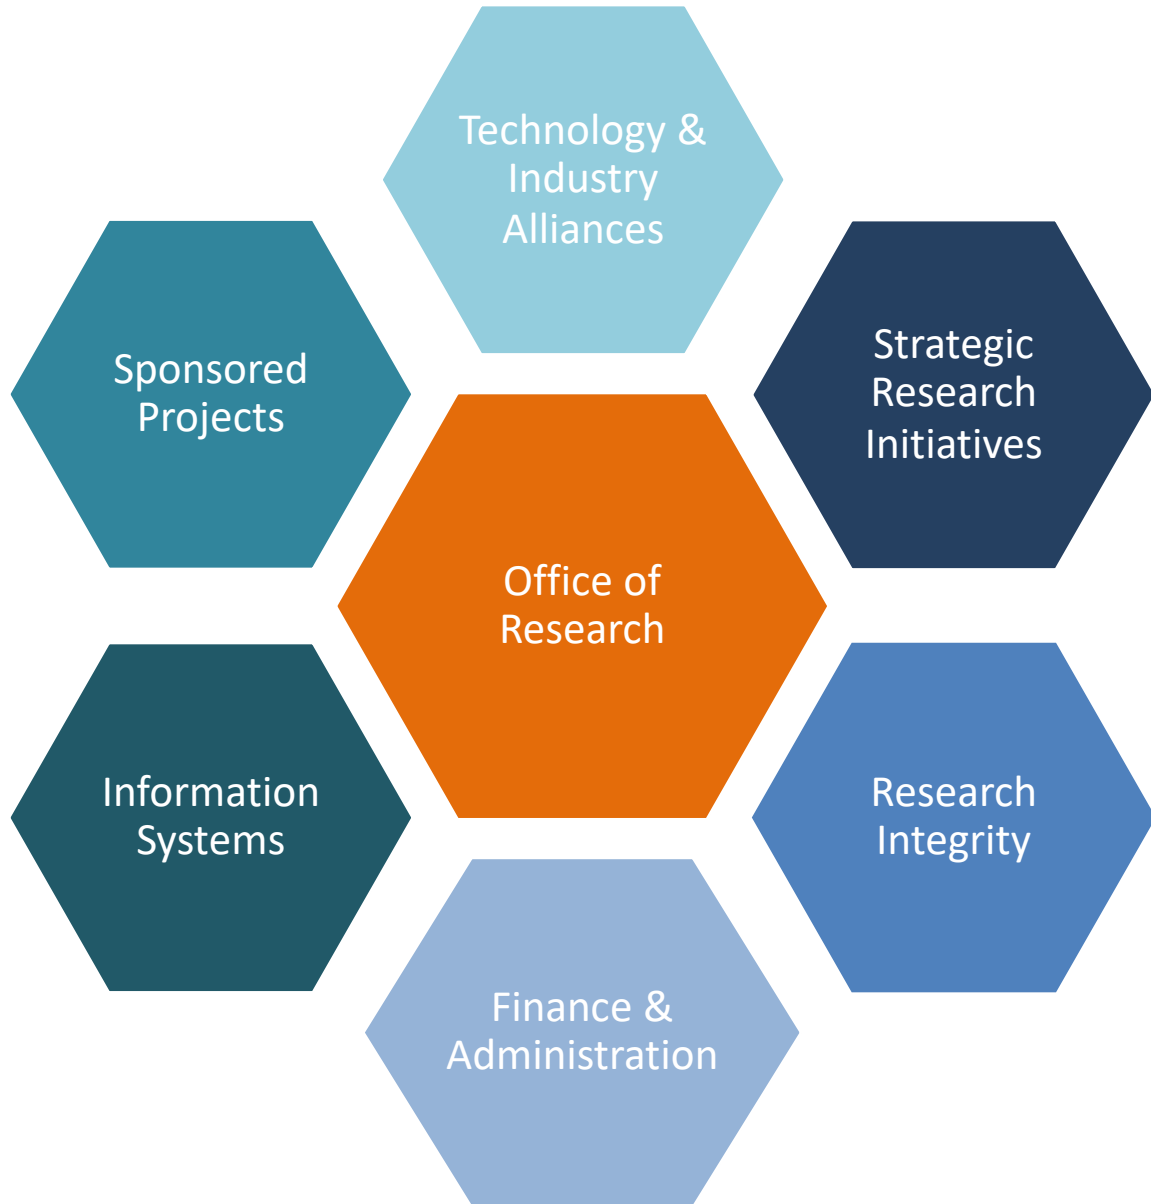 Technology &
Industry
Alliances
Strategic
Research
Initiatives
Sponsored
Projects
Office of
Research
Information
Systems
Research
Integrity
Finance &
Administration